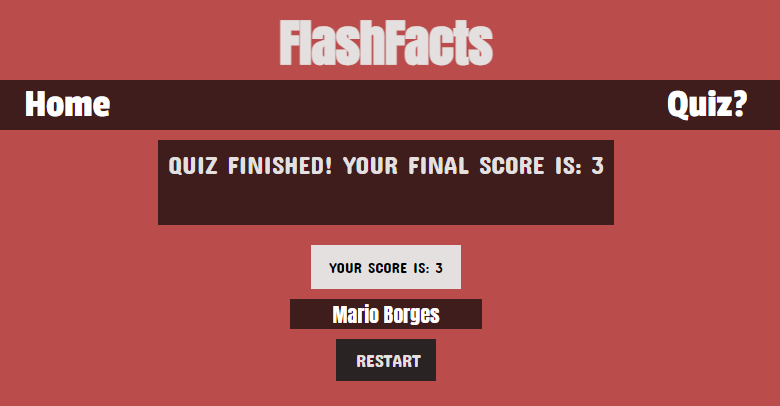 FlashFacts
Home
Quiz?
QUIZ FINISHED! YOUR FINAL SCORE IS: 3
YOUR SCORE IS: 3
Mario Borges
RESTART